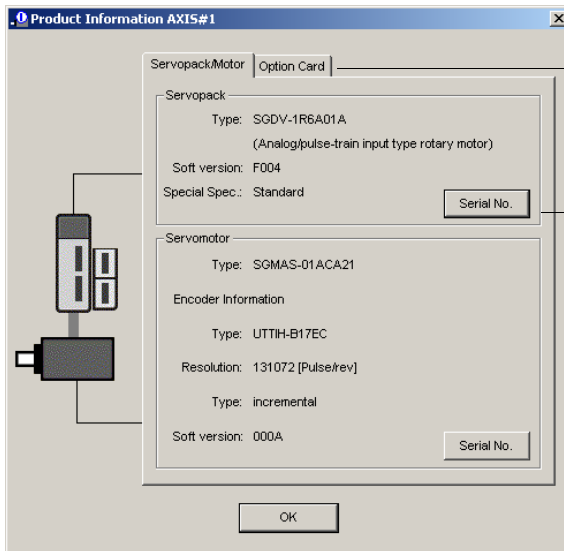 Product Information AXIS#1
Servopack/Motor
Option Card
Servopack
Type: SGDV-1R6A01A
(Analog/pulse-train input type rotary motor)
Soft version: F004
Special Spec.: Standard
Serial No.
Servomotor
Type: SGMAS-01ACA21
Encoder Information
Type: UTTIH-B17EC
Resolution: 131072 [Pulse/rev]
Type: incremental
Soft version: 000A
Serial No.
OK